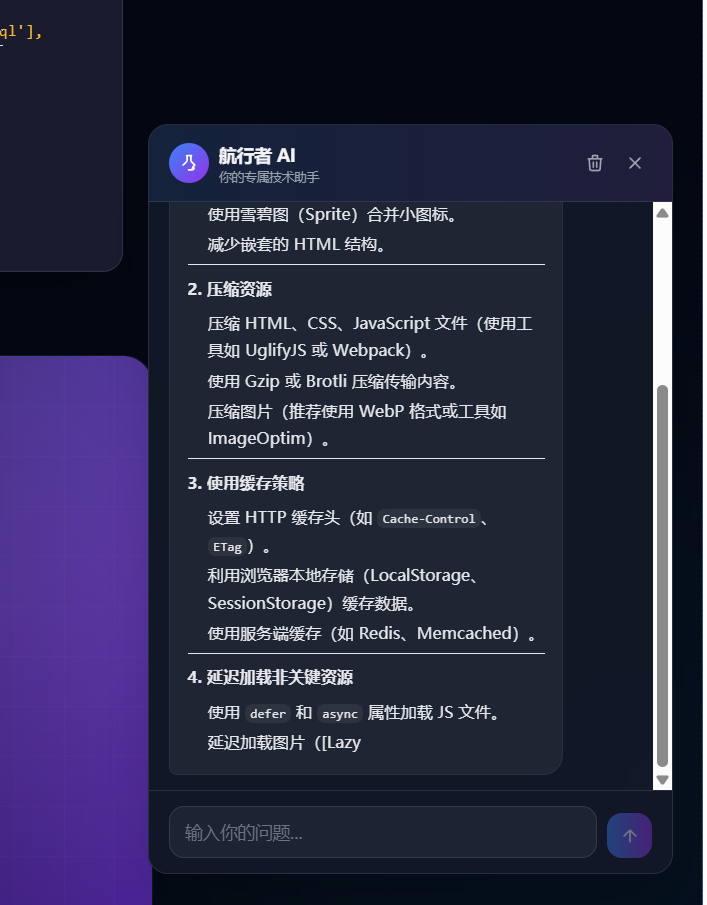 ql'],
航行者 AI
你的专属技术助手
使用雪碧图（Sprite）合并小图标。
减少嵌套的 HTML 结构。
2. 压缩资源
压缩 HTML、CSS、JavaScript 文件（使用工
具如 UglifyJS 或 Webpack）。
使用 Gzip 或 Brotli 压缩传输内容。
压缩图片（推荐使用 WebP 格式或工具如
ImageOptim）。
3. 使用缓存策略
设置 HTTP 缓存头（如 Cache-Control、
ETag）。
利用浏览器本地存储（LocalStorage、
SessionStorage）缓存数据。
使用服务端缓存（如 Redis、Memcached）。
4. 延迟加载非关键资源
使用 defer 和 async 属性加载 JS 文件。
延迟加载图片（[Lazy
输入你的问题...